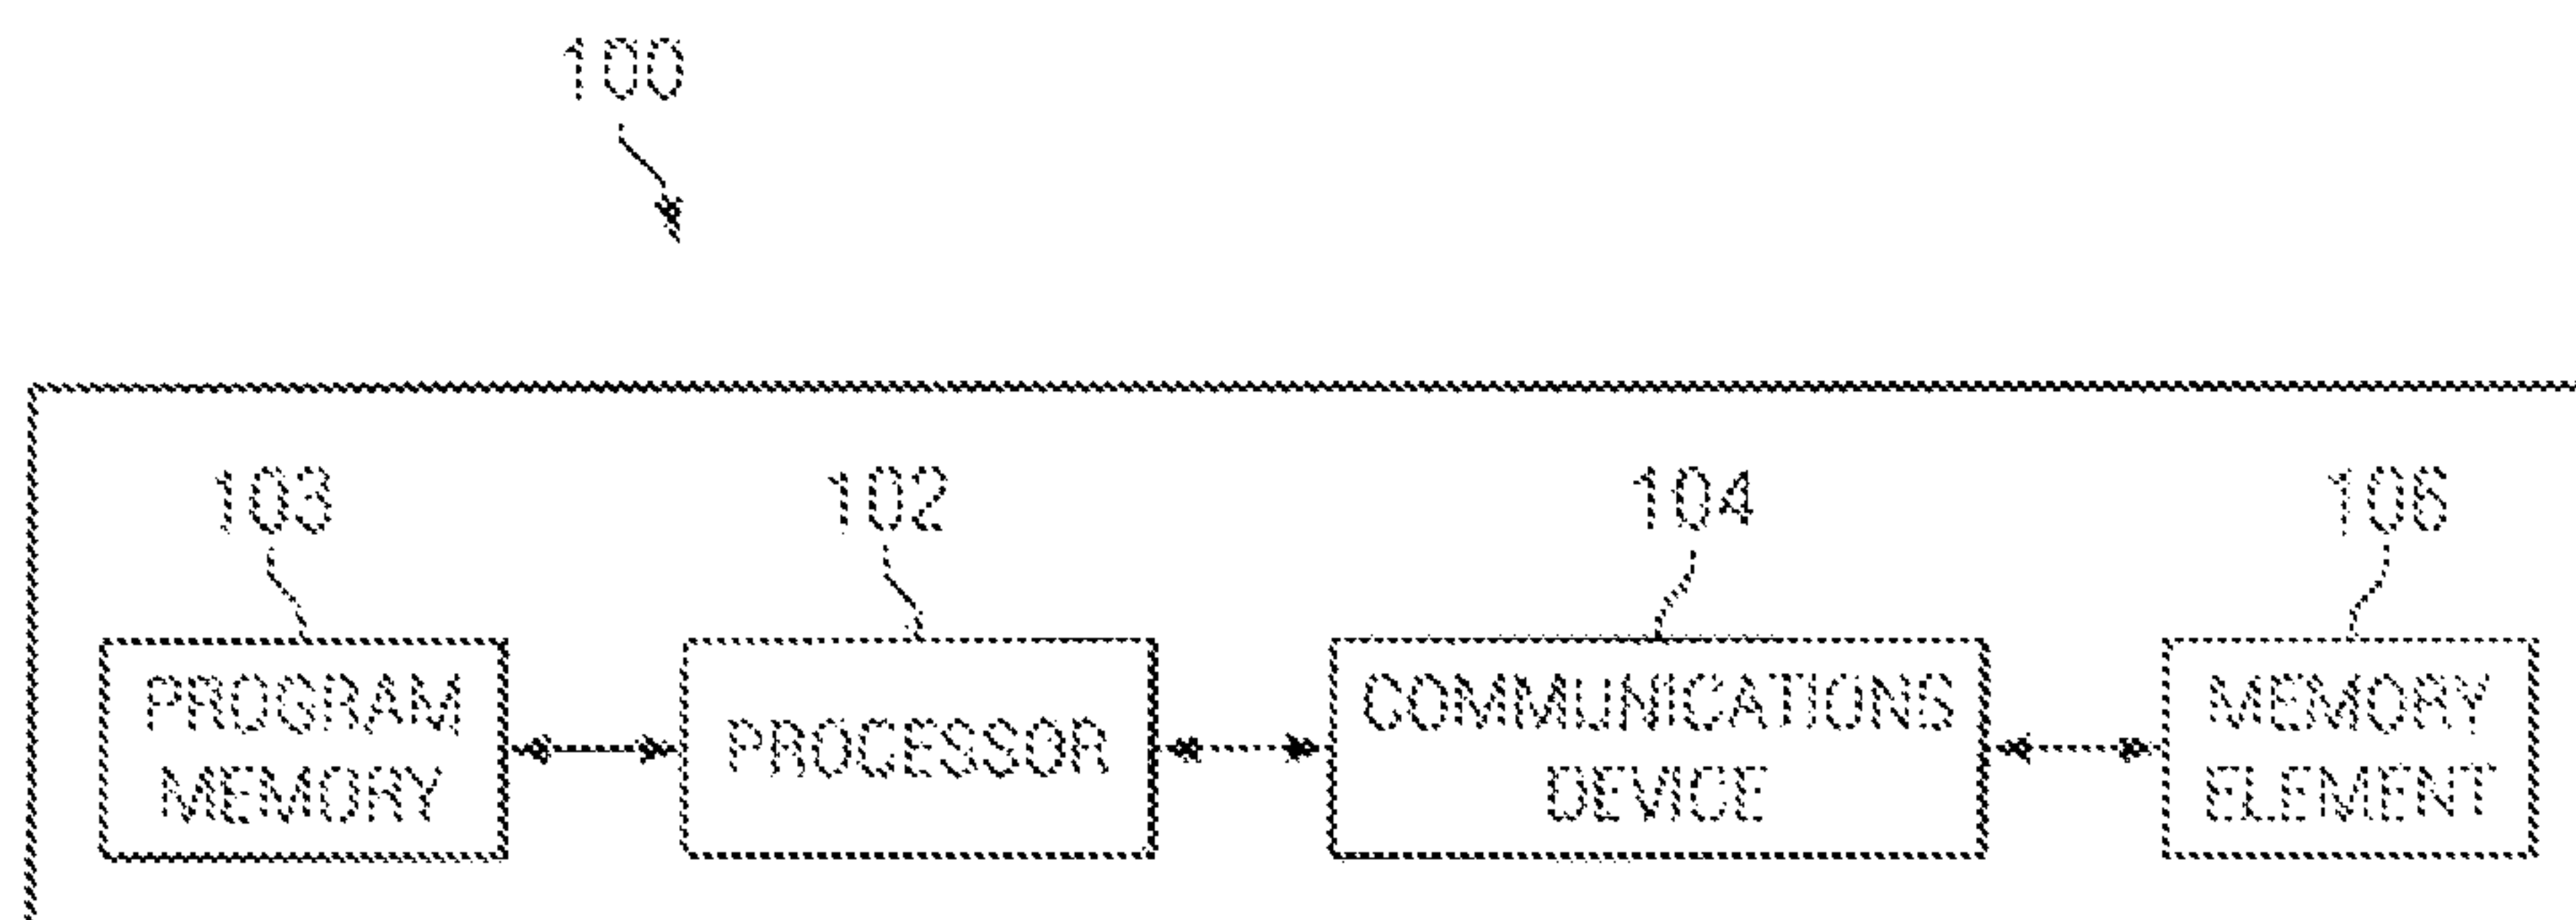 100
103
102
104
106
PROGRAM
MEMORY
PROCESSOR
COMMUNICATIONS
DEVICE
MEMORY
ELEMENT